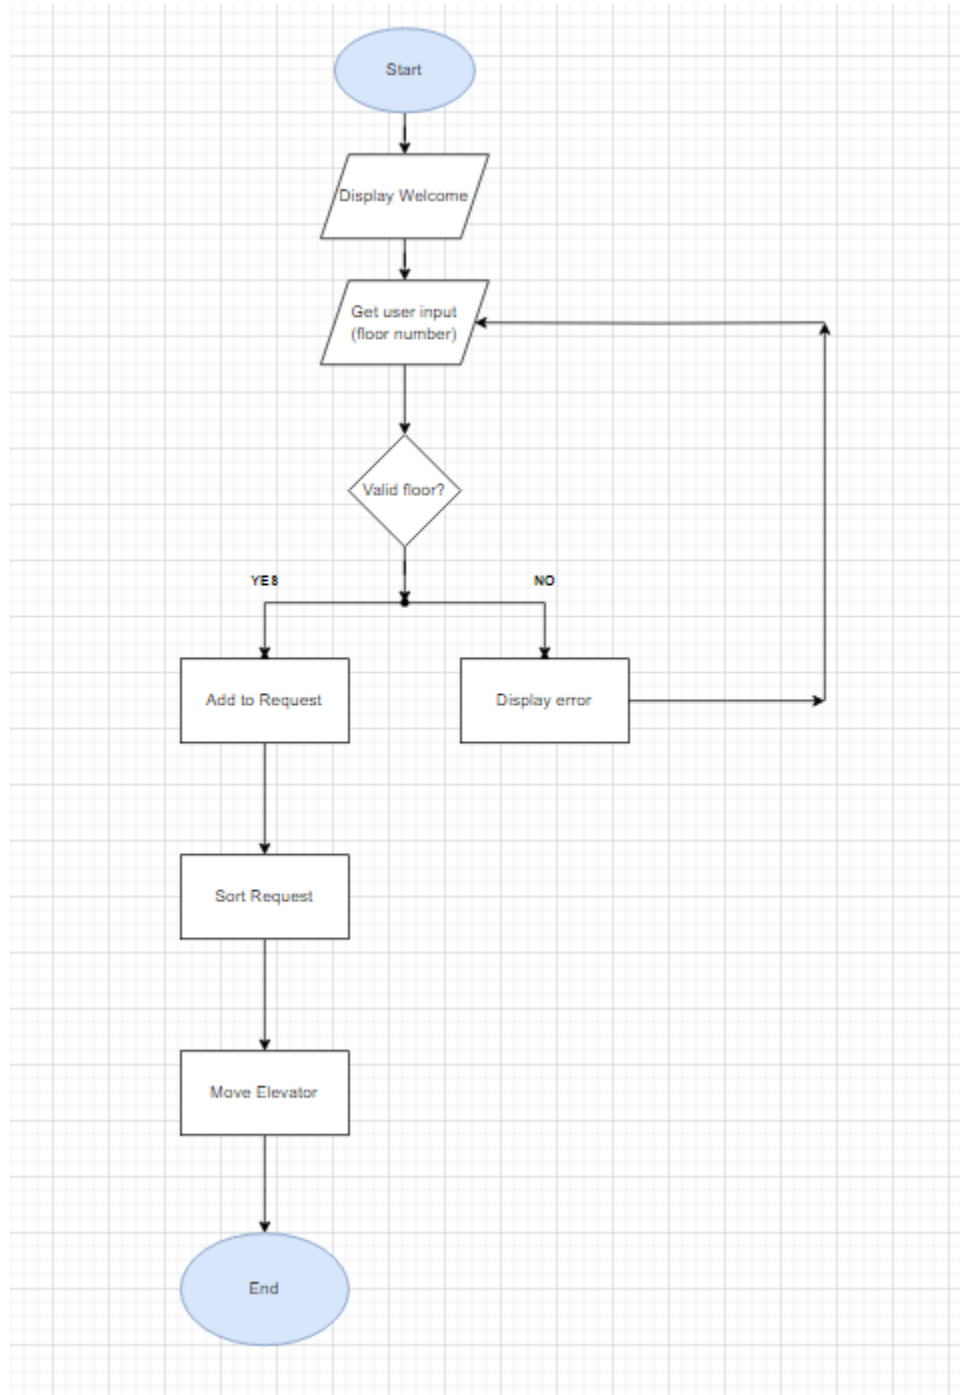 Start
Display Welcome
Get user input
(floor number)
Valid floor?
YES
NO
Add to Request
Display error
Sort Request
Move Elevator
End